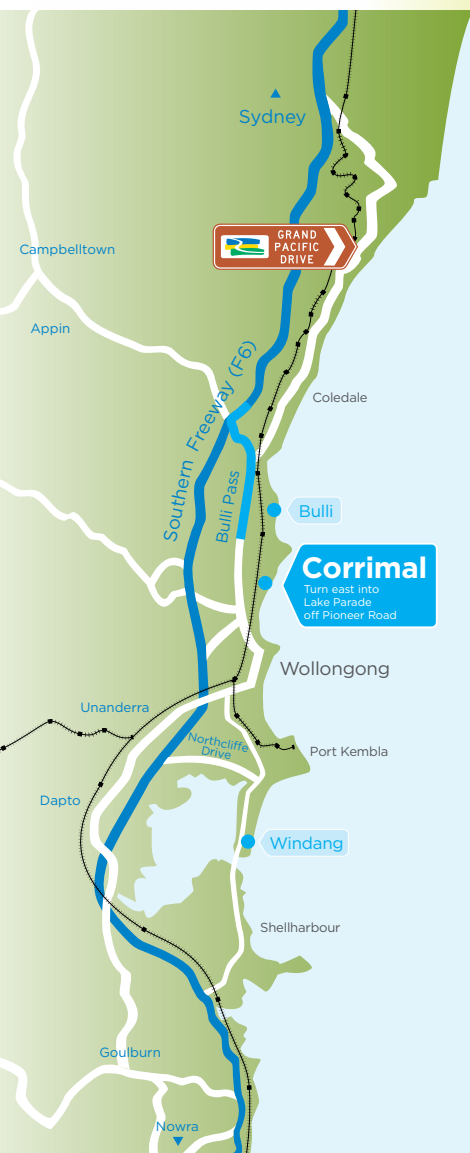 Sydney
GRAND
PACIFIC
DRIVE
Campbelltown
Appin
Southern Freeway (F6)
Coledale
Bulli Pass
Bulli
Corrimal
Turn east into
Lake Parade
off Pioneer Road
Wollongong
Unanderra
Northcliffe
Drive
Port Kembla
Dapto
Windang
Shellharbour
Goulburn
Nowra